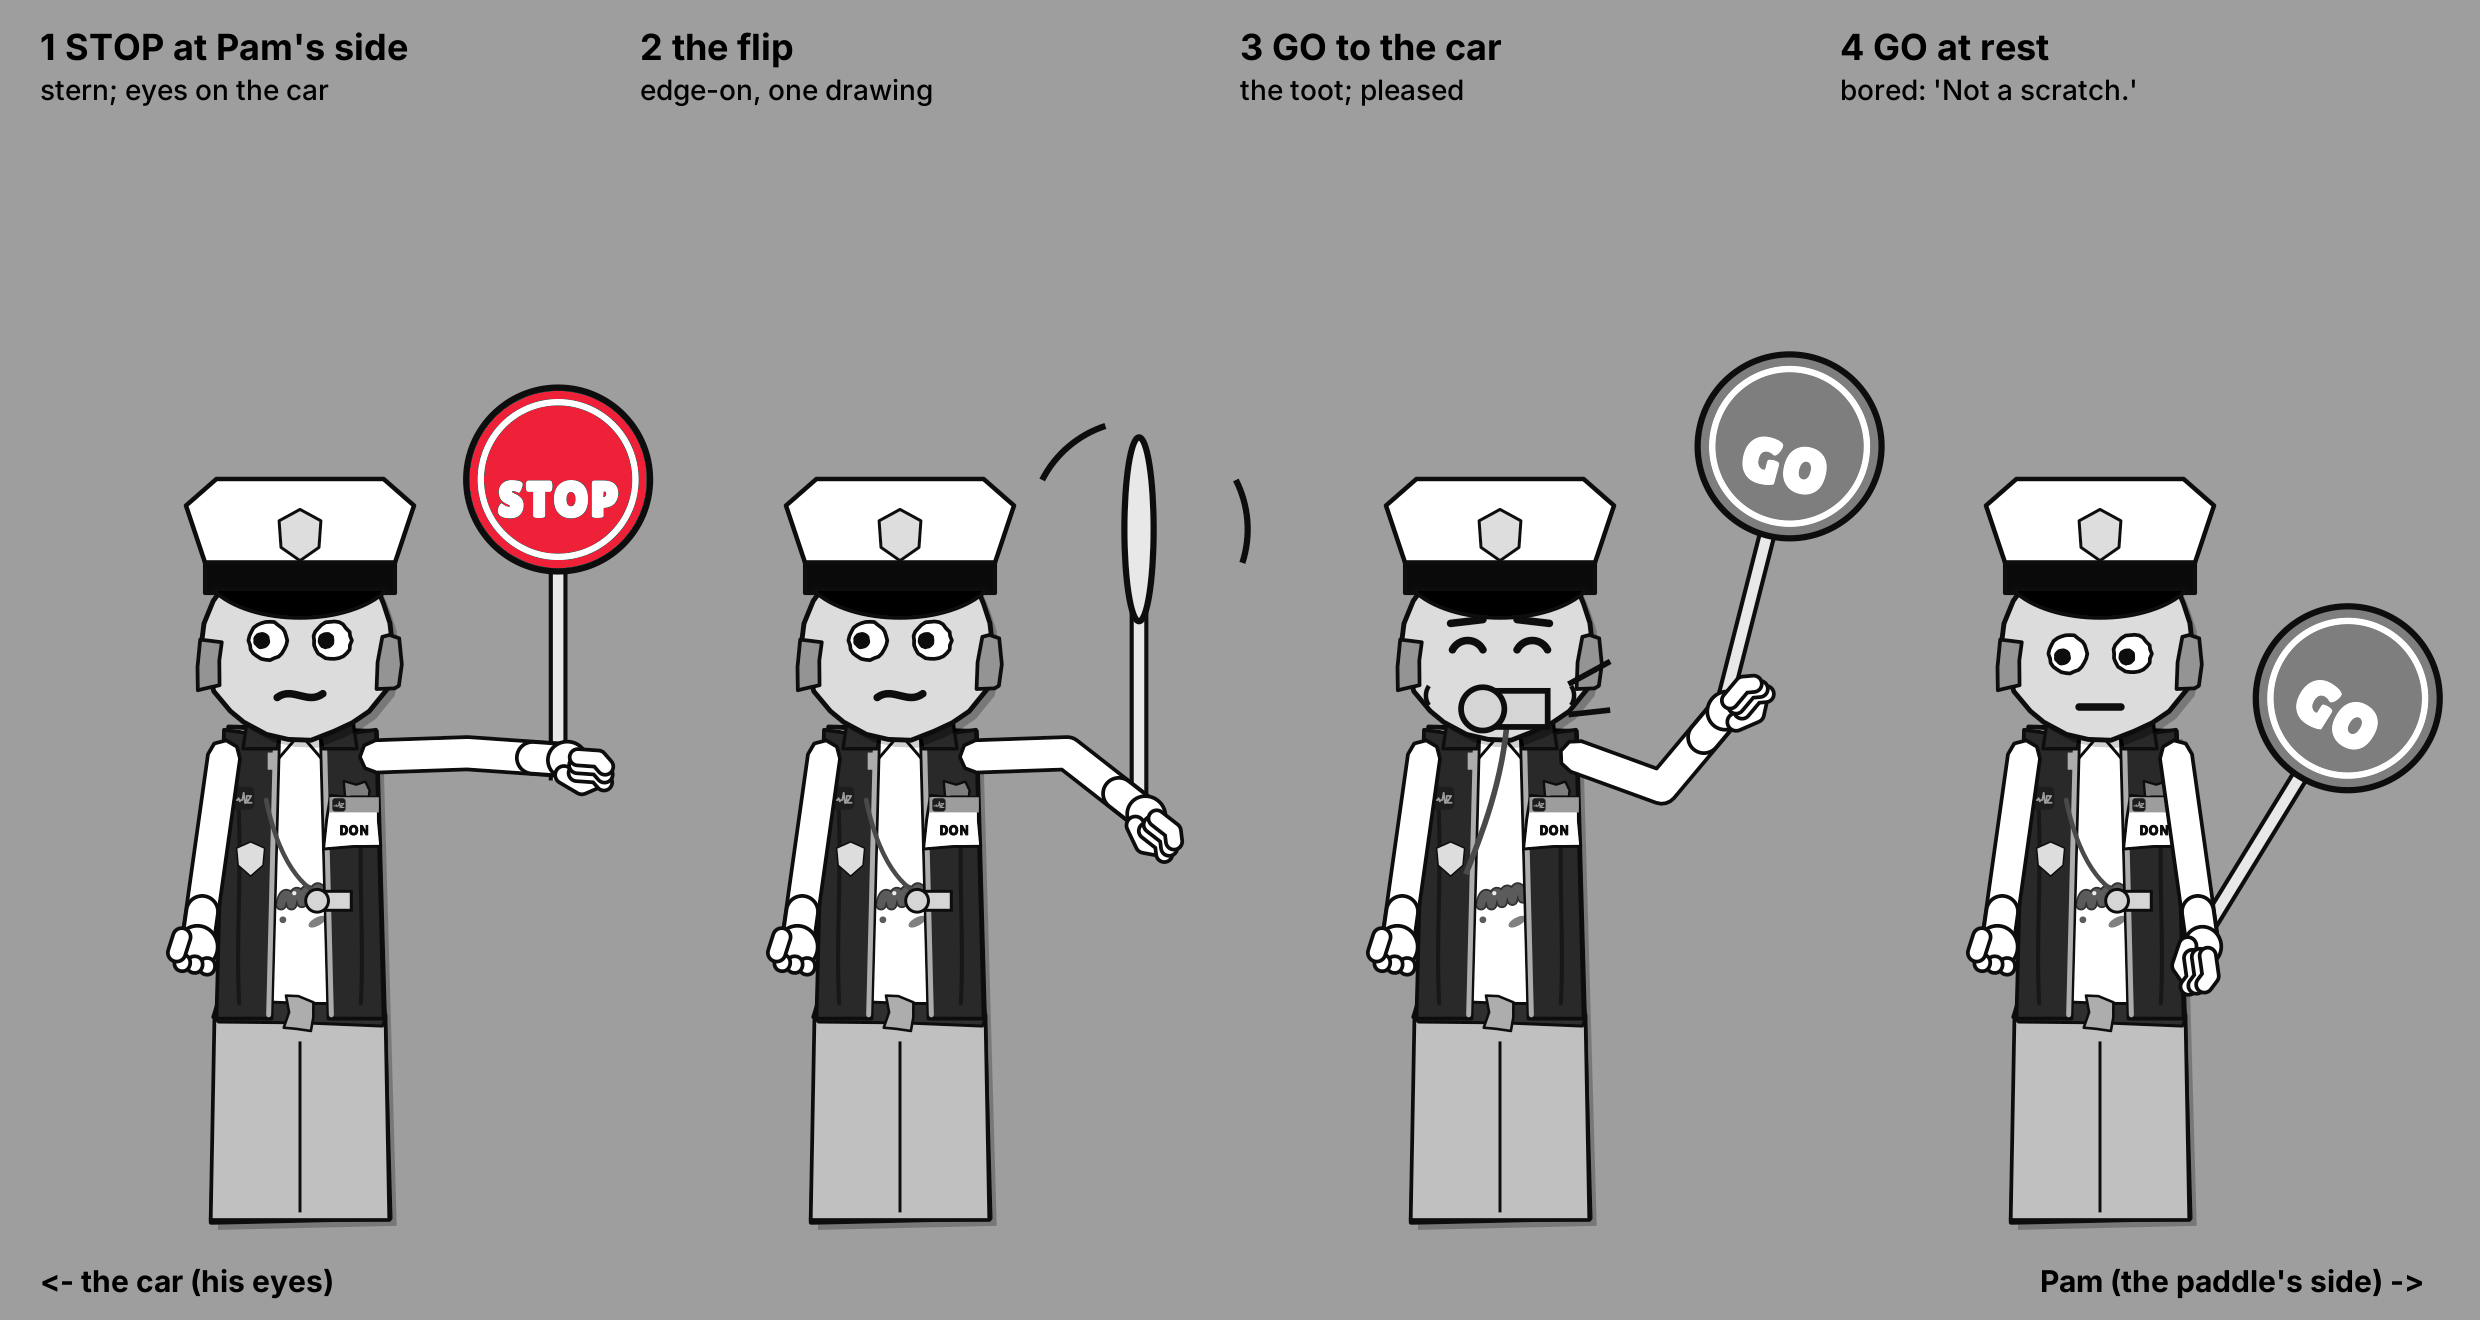 1 STOP at Pam's side
stern; eyes on the car
2 the flip
edge-on, one drawing
3 GO to the car
the toot; pleased
4 GO at rest
bored: 'Not a scratch.'
STOP
GO
GO
DON
DON
DON
DON
<- the car (his eyes)
Pam (the paddle's side) ->